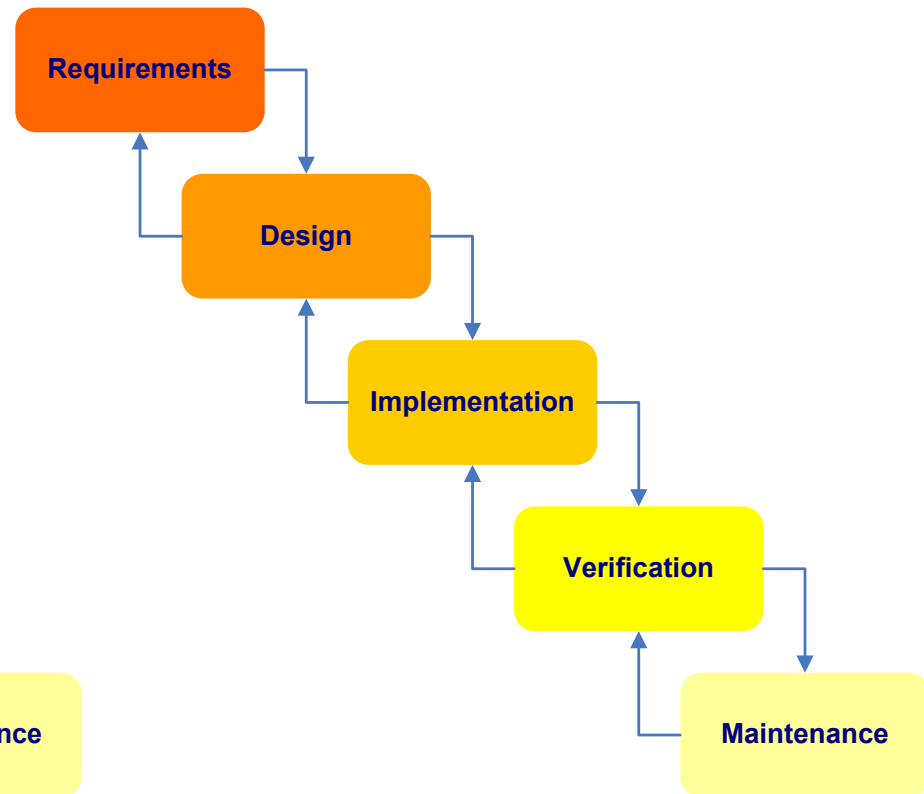 Requirements
Design
Implementation
Verification
nce
Maintenance